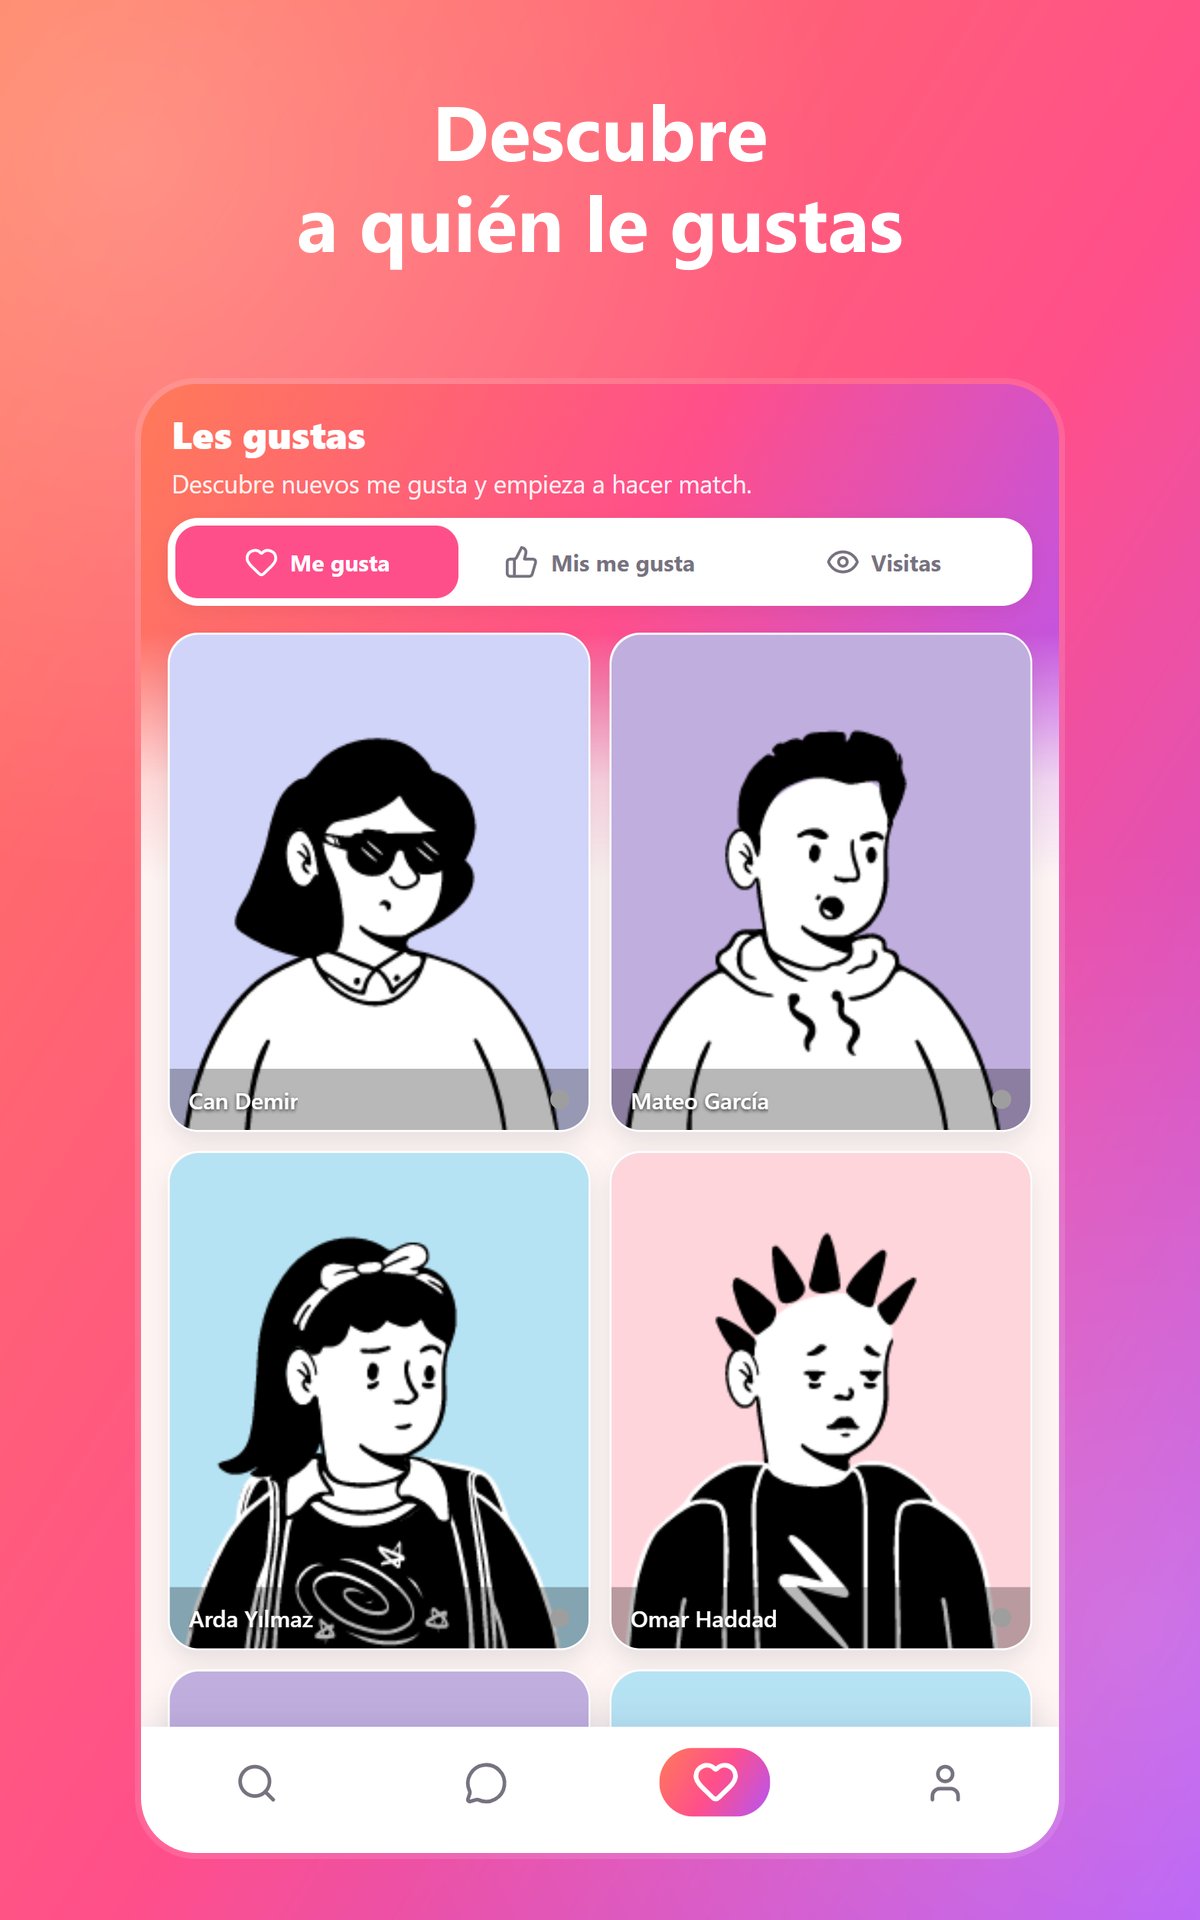 Descubre
a quién le gustas
Les gustas
Descubre nuevos me gusta y empieza a hacer match.
Me gusta
Mis me gusta
Visitas
Can Demir
Mateo García
Arda Yılmaz
Omar Haddad